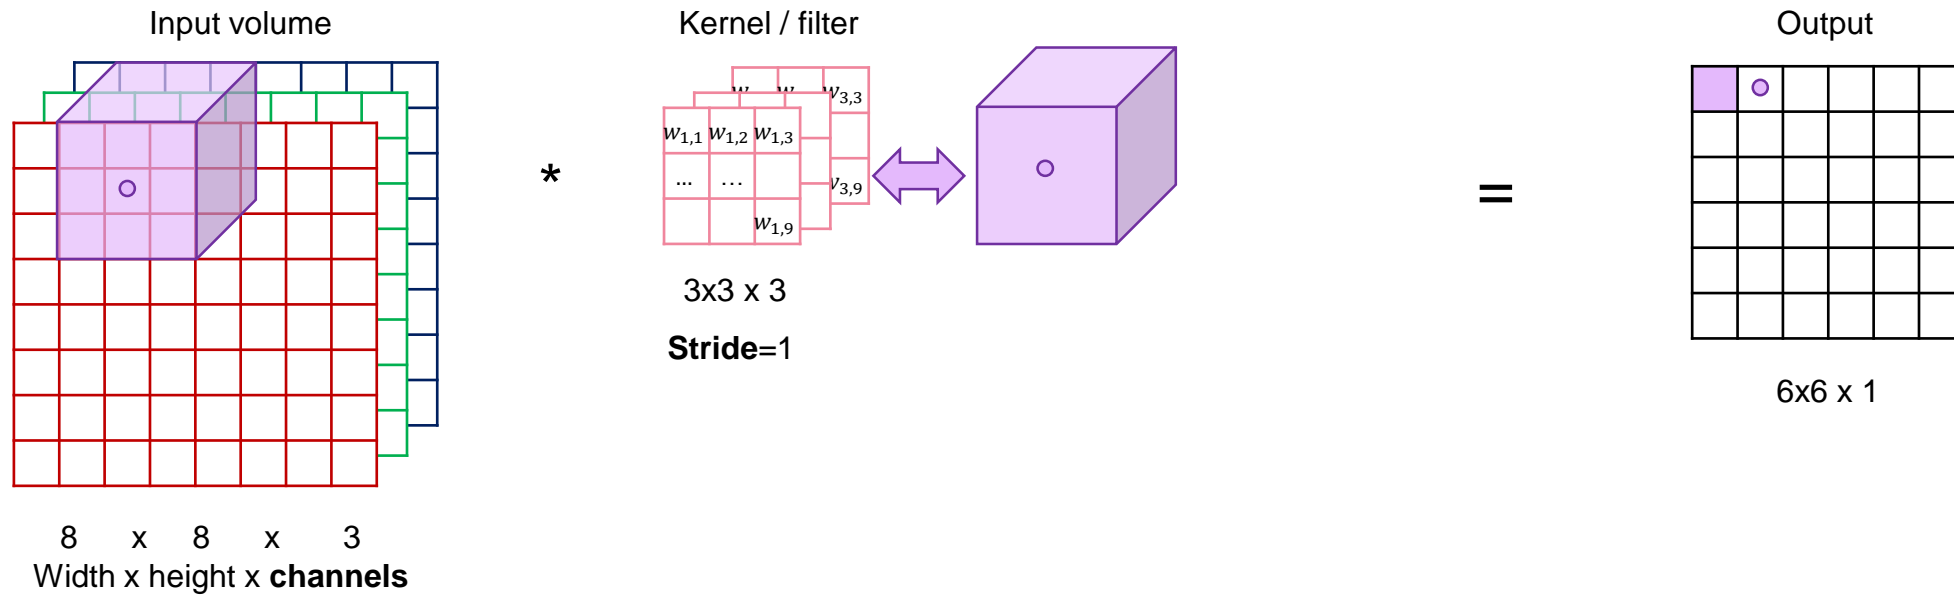 Input volume
Kernel / filter
Output
w w w3,3
w1,1 w1,2 w1,3
*
... ...
w3,9
=
w1,9
3x3 x 3
Stride=1
6x6 x 1
8 x 8 x 3
Width x height x channels